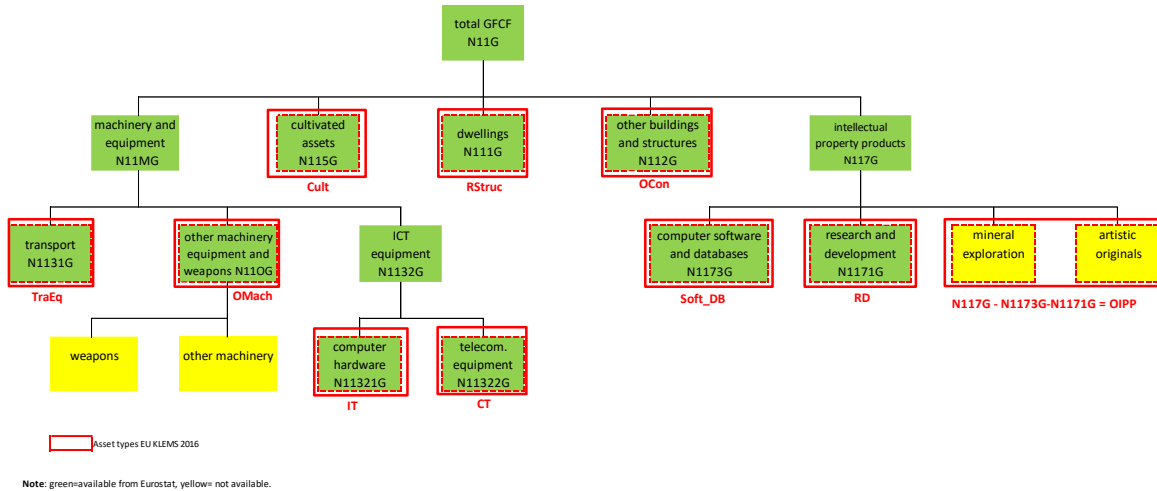 total GFCF
N11G
machinery and
equipment
N11MG
cultivated
assets
N115G
Cult
dwellings
N111G
RStruc
other buildings
and structures
N112G
OCon
intellectual
property products
N117G
transport
N1131G
TraEq
other machinery
equipment and
weapons N11OG
OMach
ICT
equipment
N1132G
computer software
and databases
N1173G
Soft_DB
research and
development
N1171G
RD
mineral
exploration
artistic
originals
N117G - N1173G-N1171G = OIPP
weapons
other machinery
computer
hardware
N11321G
IT
telecom.
equipment
N11322G
CT
Asset types EU KLEMS 2016
Note: green=available from Eurostat, yellow= not available.